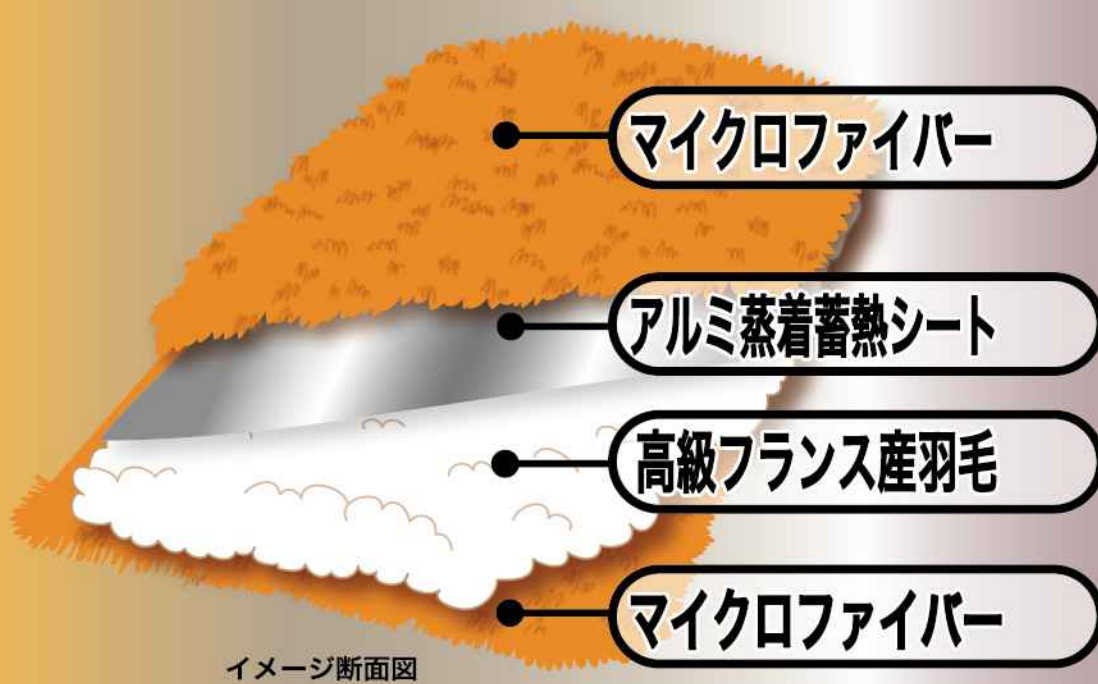 マイクロファイバー
アルミ蒸着蓄熱シート
高級フランス産羽毛
マイクロファイバー
イメージ断面図